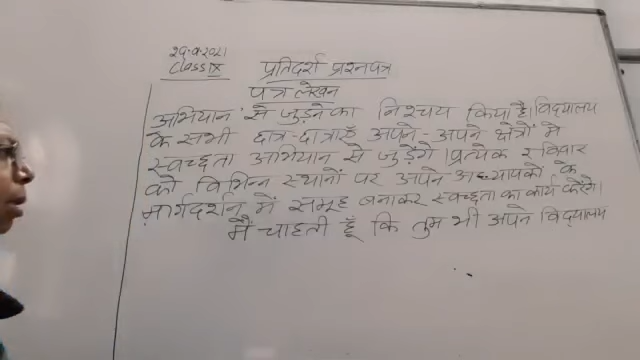 29.9.2021
CLASS IX प्रतिदर्श प्रश्नपत्र
पत्र लेखन
अभियान से जुड़ने का निश्चय किया है। विद्यालय
के सभी छात्र-छात्राएँ अपने-अपने क्षेत्रों में
स्वच्छता अभियान से जुड़ेंगे। प्रत्येक रविवार
को विभिन्न स्थानों पर अपने अध्यापकों के
मार्गदर्शन में समूह बनाकर स्वच्छता का कार्य करेंगे।
मैं चाहती हूँ कि तुम भी अपने विद्यालय